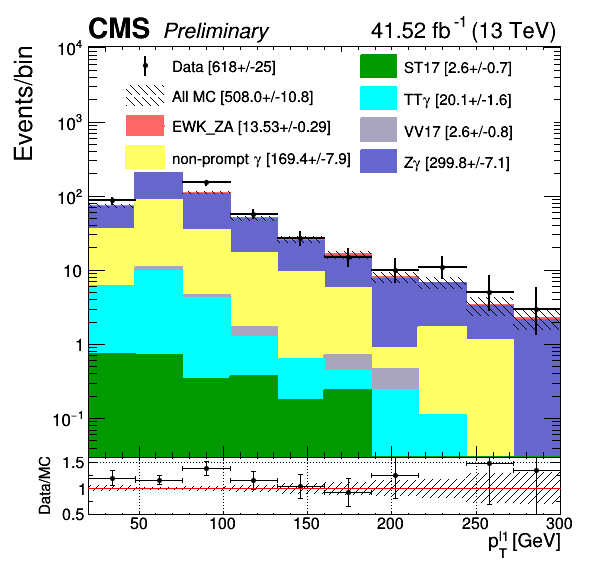 CMS Preliminary 41.52 fb⁻¹ (13 TeV)
Events/bin
Data [618+/-25]
All MC [508.0+/-10.8]
EWK_ZA [13.53+/-0.29]
non-prompt γ [169.4+/-7.9]
ST17 [2.6+/-0.7]
TTγ [20.1+/-1.6]
VV17 [2.6+/-0.8]
Zγ [299.8+/-7.1]
10⁴
10³
10²
10
1
10⁻¹
Data/MC
1.5
1
0.5
50 100 150 200 250 300
p_T^l1 [GeV]